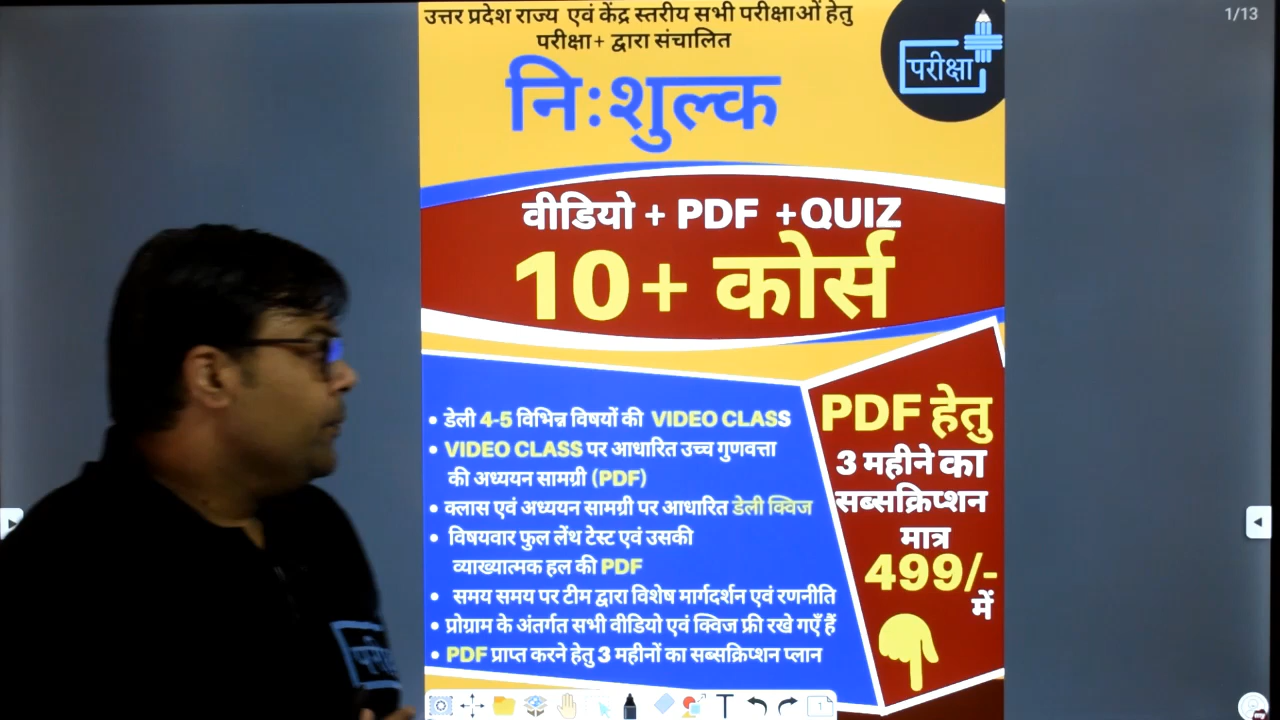 1/13
उत्तर प्रदेश राज्य एवं केंद्र स्तरीय सभी परीक्षाओं हेतु
परीक्षा+ द्वारा संचालित
परीक्षा
निःशुल्क
वीडियो + PDF +QUIZ
10+ कोर्स
• डेली 4-5 विभिन्न विषयों की VIDEO CLASS
• VIDEO CLASS पर आधारित उच्च गुणवत्ता
की अध्ययन सामग्री (PDF)
• क्लास एवं अध्ययन सामग्री पर आधारित डेली क्विज
• विषयवार फुल लेंथ टेस्ट एवं उसकी
व्याख्यात्मक हल की PDF
• समय समय पर टीम द्वारा विशेष मार्गदर्शन एवं रणनीति
• प्रोग्राम के अंतर्गत सभी वीडियो एवं क्विज फ्री रखे गएँ हैं
• PDF प्राप्त करने हेतु 3 महीनों का सब्सक्रिप्शन प्लान
PDF हेतु
3 महीने का
सब्सक्रिप्शन
मात्र
499/-
में
1